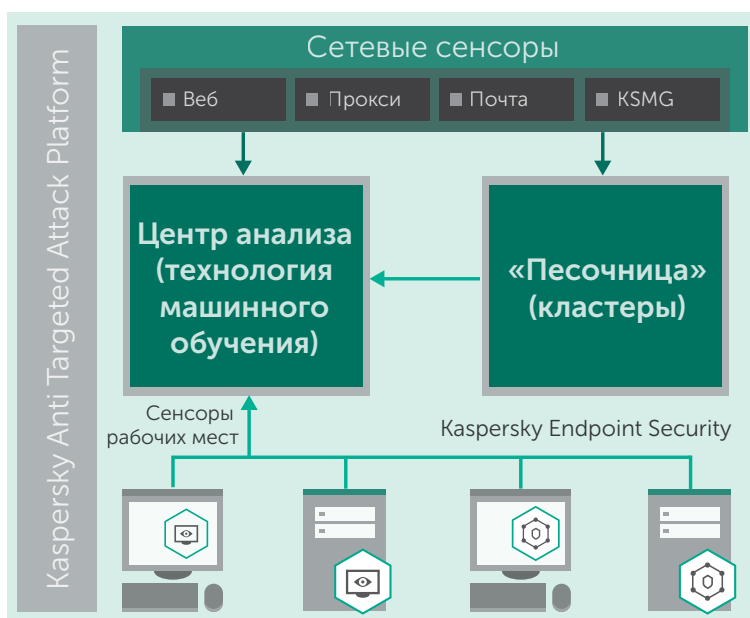 Kaspersky Anti Targeted Attack Platform
Сетевые сенсоры
Веб
Прокси
Почта
KSMG
Центр анализа
(технология
машинного
обучения)
«Песочница»
(кластеры)
Сенсоры
рабочих мест
Kaspersky Endpoint Security